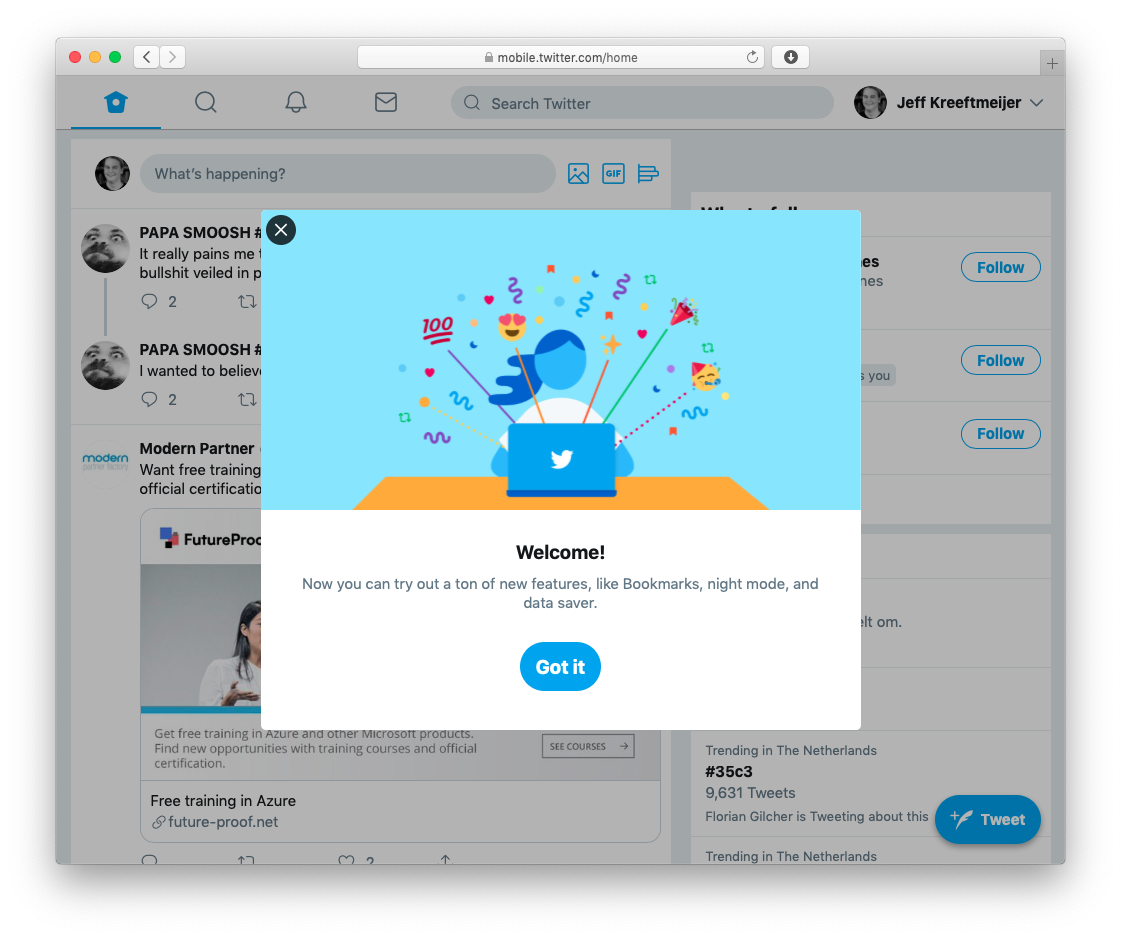 mobile.twitter.com/home
Search Twitter
Jeff Kreeftmeijer
What's happening?
GIF
PAPA SMOOSH #
It really pains me
bullshit veiled in
2
PAPA SMOOSH #
I wanted to believe
2
Modern Partner
modern
partner factory.
Want free training
official certificatio
FutureProo
Follow
Follow
s you
Follow
100
Welcome!
Now you can try out a ton of new features, like Bookmarks, night mode, and
data saver.
Got it
elt om.
Get free training in Azure and other Microsoft products.
Find new opportunities with training courses and official
certification.
SEE COURSES
Free training in Azure
future-proof.net
2
Trending in The Netherlands
#35c3
9,631 Tweets
Florian Gilcher is Tweeting about this
Tweet
Trending in The Netherlands